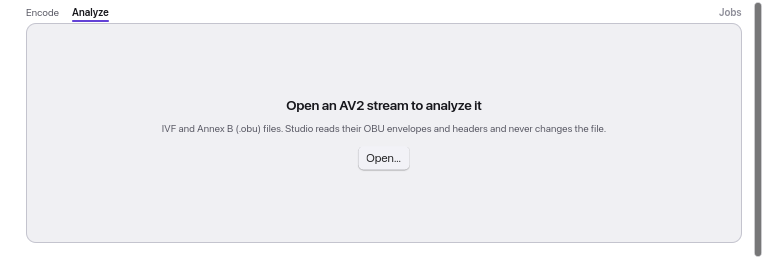 Encode Analyze Jobs
Open an AV2 stream to analyze it
IVF and Annex B (.obu) files. Studio reads their OBU envelopes and headers and never changes the file.
Open...